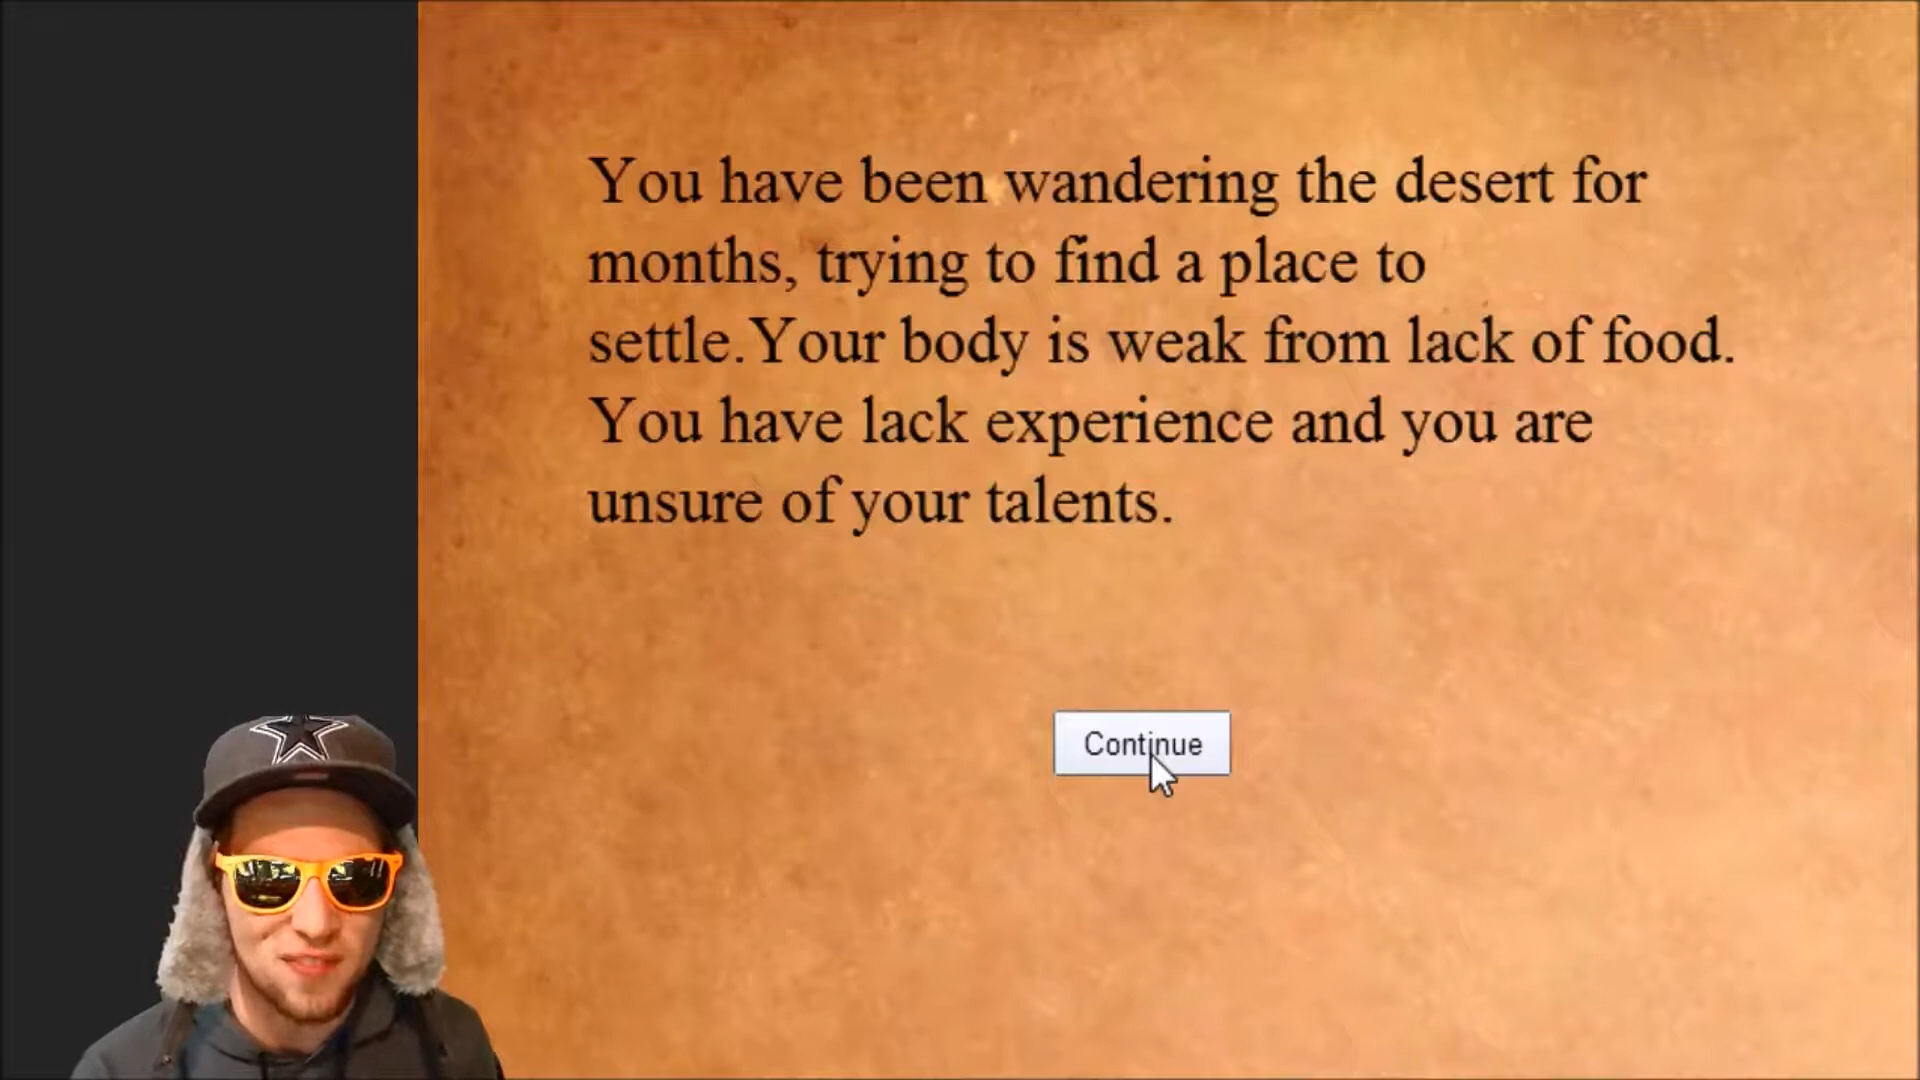 You have been wandering the desert for
months, trying to find a place to
settle.Your body is weak from lack of food.
You have lack experience and you are
unsure of your talents.
Continue